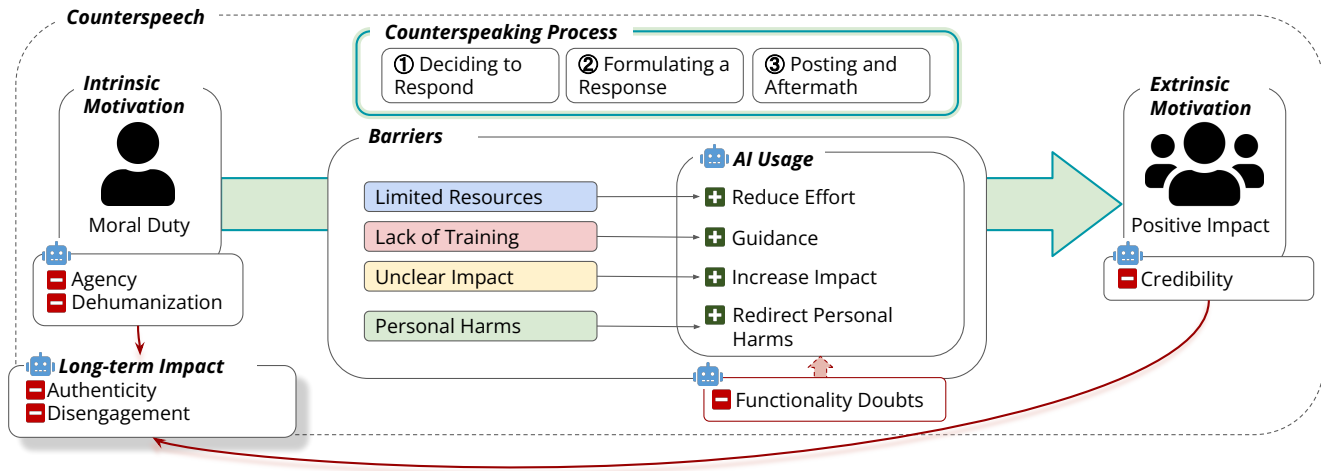 Counterspeech
Counterspeaking Process
① Deciding to
Respond
② Formulating a
Response
③ Posting and
Aftermath
Intrinsic
Motivation
Moral Duty
Agency
Dehumanization
Long-term Impact
Authenticity
Disengagement
Barriers
Limited Resources
Lack of Training
Unclear Impact
Personal Harms
AI Usage
Reduce Effort
Guidance
Increase Impact
Redirect Personal
Harms
Functionality Doubts
Extrinsic
Motivation
Positive Impact
Credibility